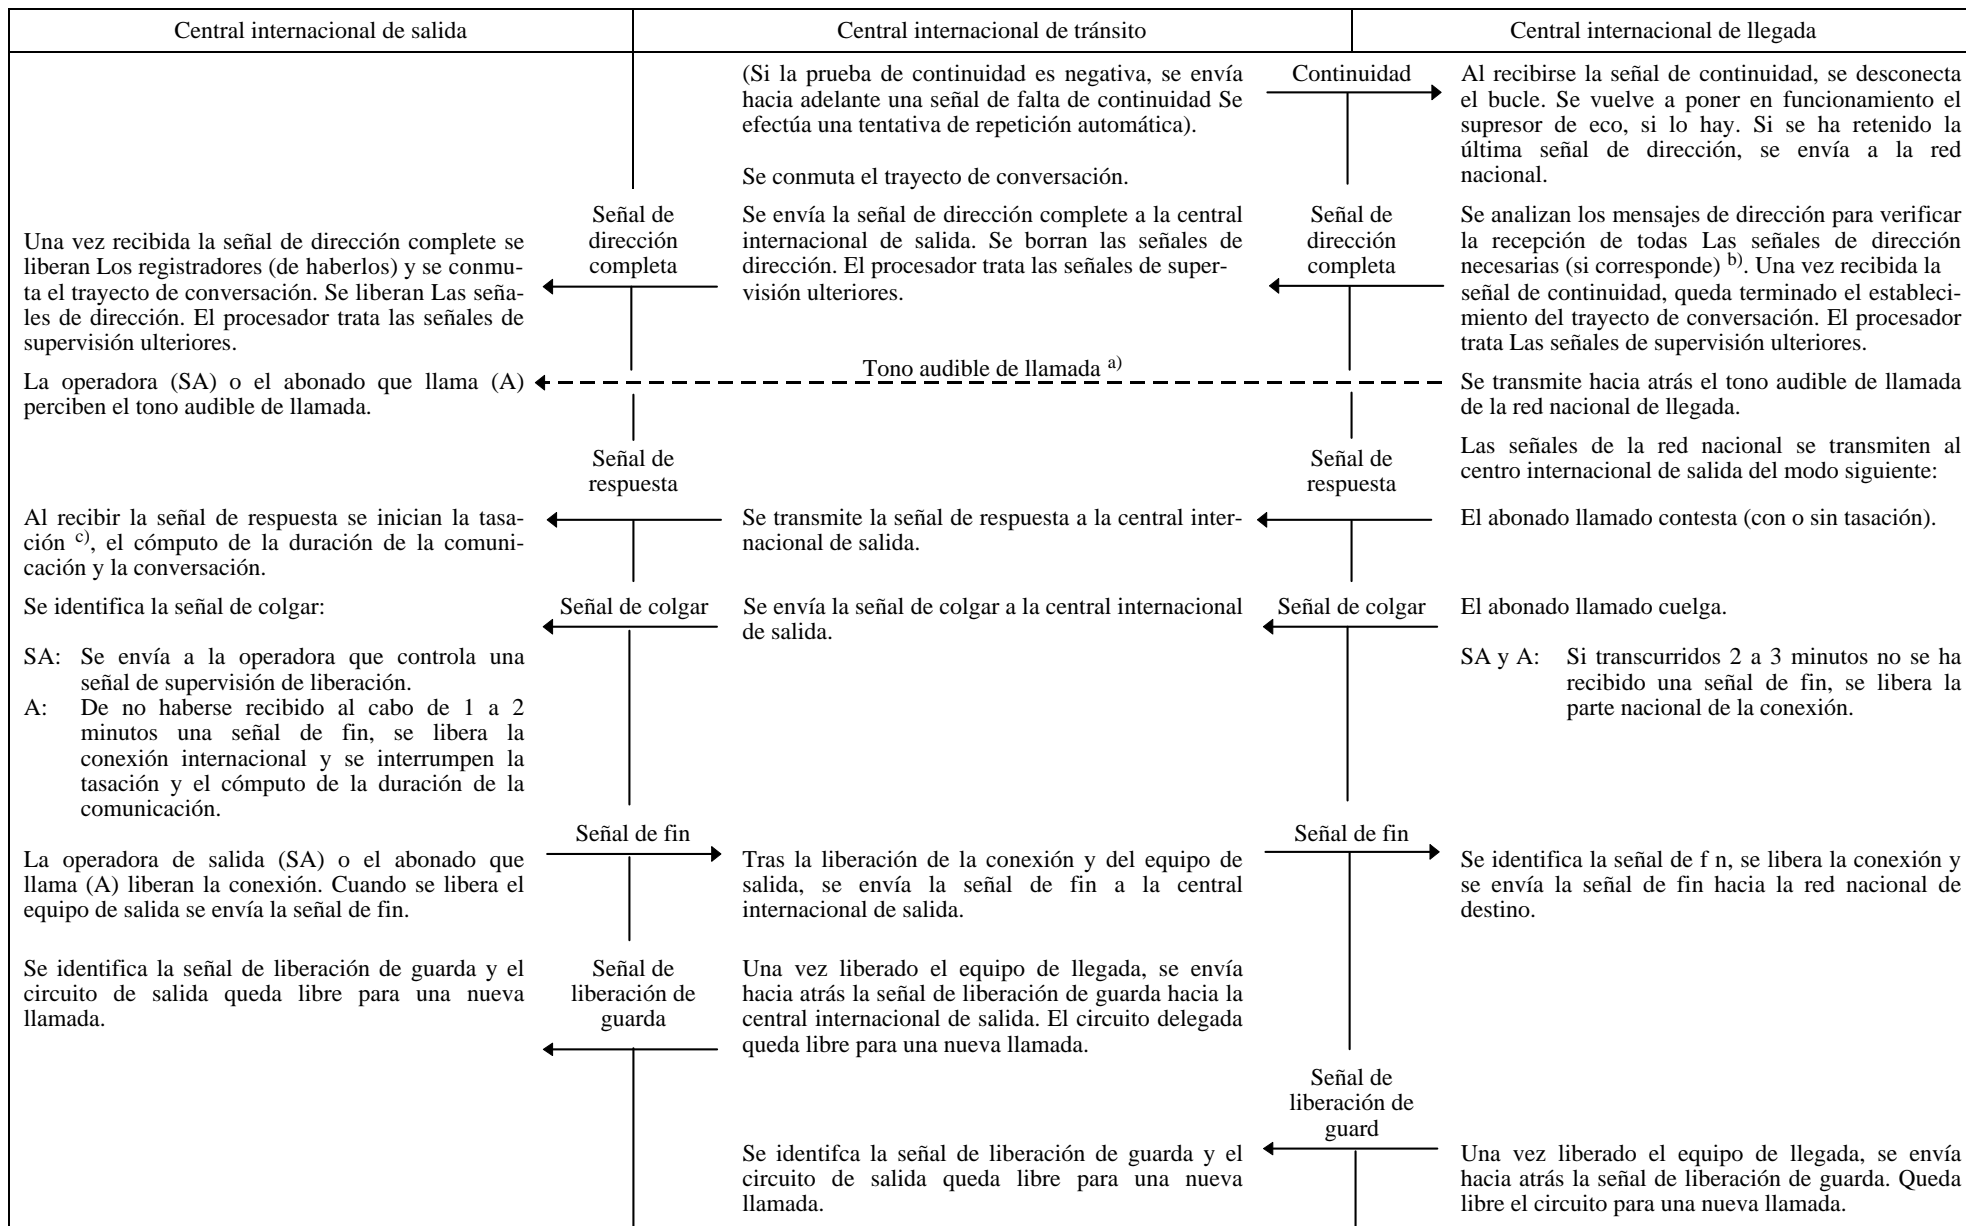 Central internacional de salida
Central internacional de tránsito
Central internacional de llegada
(Si la prueba de continuidad es negativa, se envía
hacia adelante una señal de falta de continuidad Se
efectúa una tentativa de repetición automática).
Se conmuta el trayecto de conversación.
Continuidad
Al recibirse la señal de continuidad, se desconecta
el bucle. Se vuelve a poner en funcionamiento el
supresor de eco, si lo hay. Si se ha retenido la
última señal de dirección, se envía a la red
nacional.
Una vez recibida la señal de dirección complete se
liberan Los registradores (de haberlos) y se conmu-
ta el trayecto de conversación. Se liberan Las seña-
les de dirección. El procesador trata las señales de
supervisión ulteriores.
Señal de
dirección
completa
Se envía la señal de dirección complete a la central
internacional de salida. Se borran las señales de
dirección. El procesador trata las señales de super-
visión ulteriores.
Señal de
dirección
completa
Se analizan los mensajes de dirección para verificar
la recepción de todas Las señales de dirección
necesarias (si corresponde) b). Una vez recibida la
señal de continuidad, queda terminado el estableci-
miento del trayecto de conversación. El procesador
trata Las señales de supervisión ulteriores.
La operadora (SA) o el abonado que llama (A)
perciben el tono audible de llamada.
Tono audible de llamada a)
Se transmite hacia atrás el tono audible de llamada
de la red nacional de llegada.
Las señales de la red nacional se transmiten al
centro internacional de salida del modo siguiente:
Al recibir la señal de respuesta se inician la tasa-
ción c), el cómputo de la duración de la comuni-
cación y la conversación.
Señal de
respuesta
Se transmite la señal de respuesta a la central inter-
nacional de salida.
Señal de
respuesta
El abonado llamado contesta (con o sin tasación).
Se identifica la señal de colgar:
Señal de colgar
Se envía la señal de colgar a la central internacional
de salida.
Señal de colgar
El abonado llamado cuelga.
SA: Se envía a la operadora que controla una
señal de supervisión de liberación.
A: De no haberse recibido al cabo de 1 a 2
minutos una señal de fin, se libera la
conexión internacional y se interrumpen la
tasación y el cómputo de la duración de la
comunicación.
SA y A: Si transcurridos 2 a 3 minutos no se ha
recibido una señal de fin, se libera la
parte nacional de la conexión.
La operadora de salida (SA) o el abonado que
llama (A) liberan la conexión. Cuando se libera el
equipo de salida se envía la señal de fin.
Señal de fin
Tras la liberación de la conexión y del equipo de
salida, se envía la señal de fin a la central
internacional de salida.
Señal de fin
Se identifica la señal de f n, se libera la conexión y
se envía la señal de fin hacia la red nacional de
destino.
Se identifica la señal de liberación de guarda y el
circuito de salida queda libre para una nueva
llamada.
Señal de
liberación de
guarda
Una vez liberado el equipo de llegada, se envía
hacia atrás la señal de liberación de guarda hacia la
central internacional de salida. El circuito delegada
queda libre para una nueva llamada.
Se identifca la señal de liberación de guarda y el
circuito de salida queda libre para una nueva
llamada.
Señal de
liberación de
guard
Una vez liberado el equipo de llegada, se envía
hacia atrás la señal de liberación de guarda. Queda
libre el circuito para una nueva llamada.